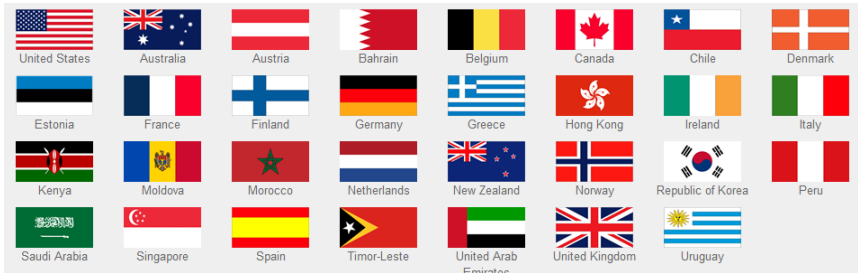 United States
Australia
Austria
Bahrain
Belgium
Canada
Chile
Denmark
Estonia
France
Finland
Germany
Greece
Hong Kong
Ireland
Italy
Kenya
Moldova
Morocco
Netherlands
New Zealand
Norway
Republic of Korea
Peru
Saudi Arabia
Singapore
Spain
Timor-Leste
United Arab
Emirates
United Kingdom
Uruguay